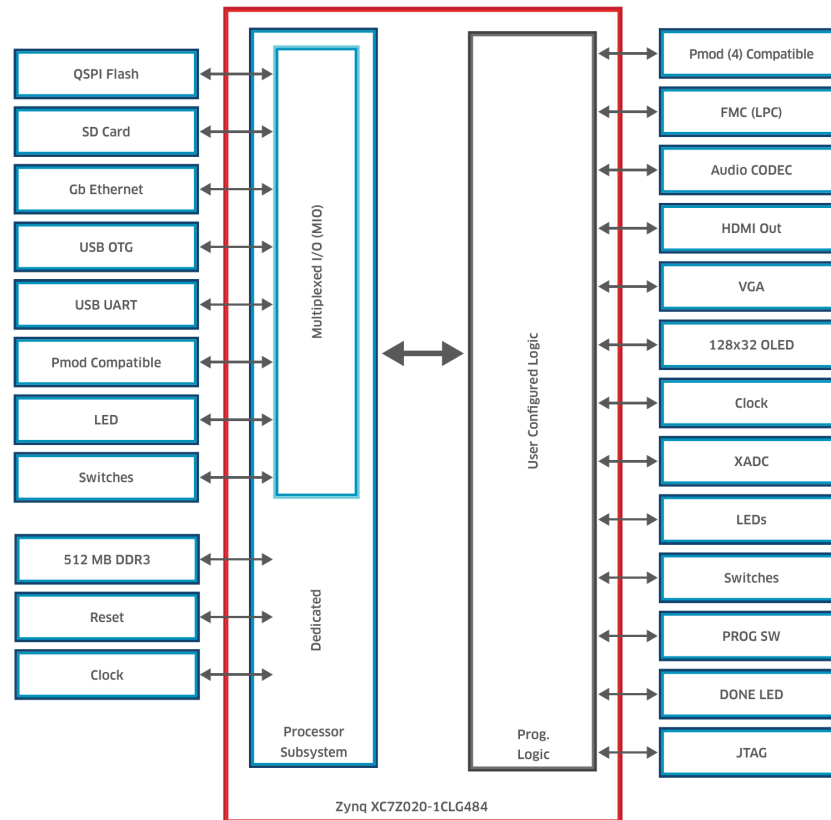 QSPI Flash
SD Card
Gb Ethernet
USB OTG
USB UART
Pmod Compatible
LED
Switches
512 MB DDR3
Reset
Clock
Multiplexed I/O (MIO)
Dedicated
Processor
Subsystem
User Configured Logic
Prog.
Logic
Zynq XC7Z020-1CLG484
Pmod (4) Compatible
FMC (LPC)
Audio CODEC
HDMI Out
VGA
128x32 OLED
Clock
XADC
LEDs
Switches
PROG SW
DONE LED
JTAG